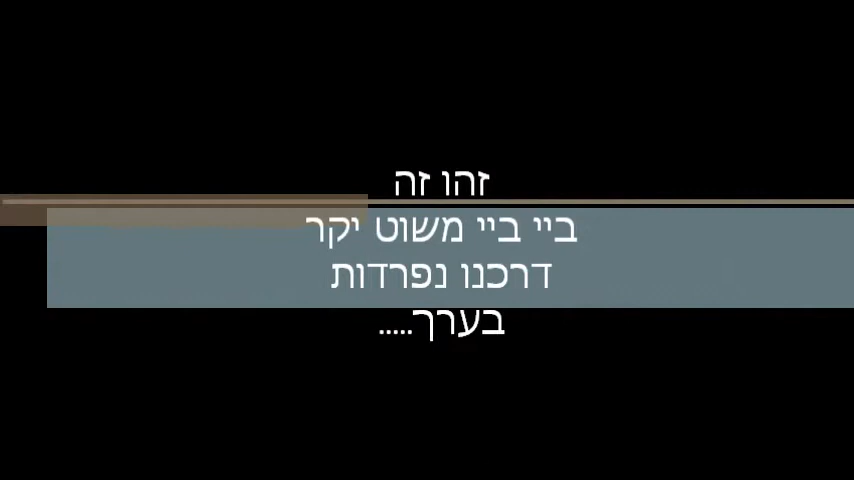 זהו זה
ביי ביי משוט יקר
דרכנו נפרדות
בערך.....